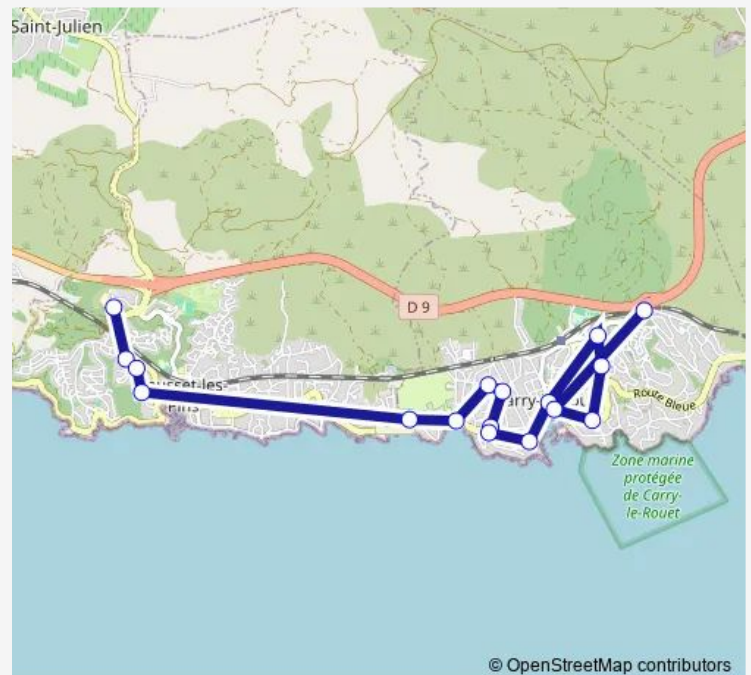 Saint-Julien
D 9
Route Bleue
Zone marine
protégée
de Carry-
le-Rouet
© OpenStreetMap contributors